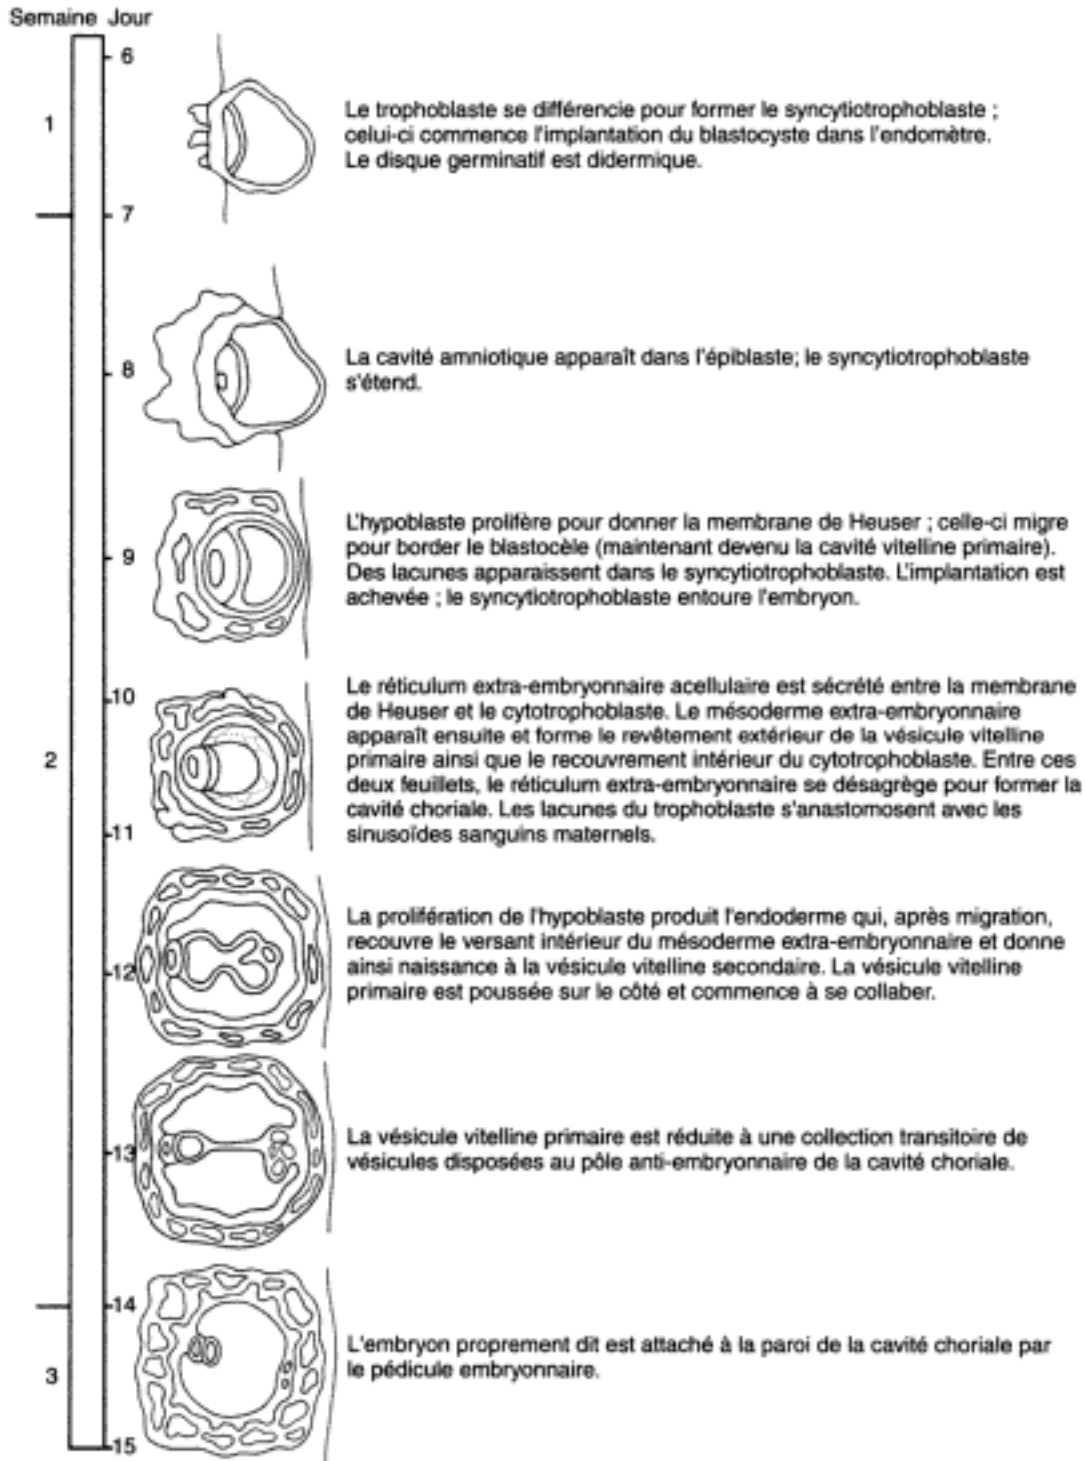 Semaine Jour
6
1
Le trophoblaste se différencie pour former le syncytiotrophoblaste ;
celui-ci commence l'implantation du blastocyste dans l'endomètre.
Le disque germinatif est didermique.
7
8
La cavité amniotique apparaît dans l'épiblaste; le syncytiotrophoblaste
s'étend.
9
L'hypoblaste prolifère pour donner la membrane de Heuser ; celle-ci migre
pour border le blastocèle (maintenant devenu la cavité vitelline primaire).
Des lacunes apparaissent dans le syncytiotrophoblaste. L'implantation est
achevée ; le syncytiotrophoblaste entoure l'embryon.
10
2
Le réticulum extra-embryonnaire acellulaire est sécrété entre la membrane
de Heuser et le cytotrophoblaste. Le mésoderme extra-embryonnaire
apparaît ensuite et forme le revêtement extérieur de la vésicule vitelline
primaire ainsi que le recouvrement intérieur du cytotrophoblaste. Entre ces
deux feuillets, le réticulum extra-embryonnaire se désagrège pour former la
cavité choriale. Les lacunes du trophoblaste s'anastomosent avec les
sinusoïdes sanguins maternels.
11
La prolifération de l'hypoblaste produit l'endoderme qui, après migration,
recouvre le versant intérieur du mésoderme extra-embryonnaire et donne
ainsi naissance à la vésicule vitelline secondaire. La vésicule vitelline
primaire est poussée sur le côté et commence à se collaber.
12
13
La vésicule vitelline primaire est réduite à une collection transitoire de
vésicules disposées au pôle anti-embryonnaire de la cavité choriale.
14
3
L'embryon proprement dit est attaché à la paroi de la cavité choriale par
le pédicule embryonnaire.
15